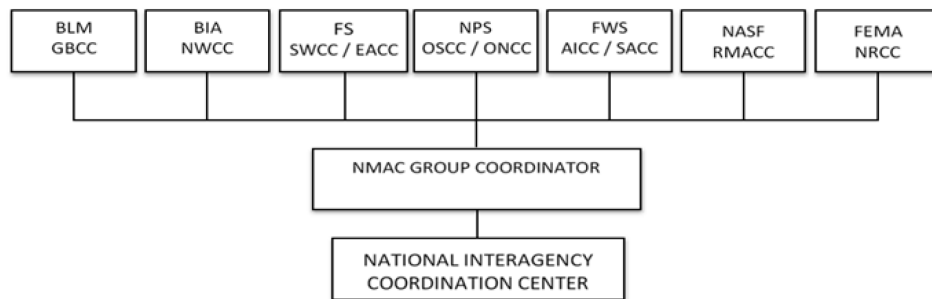 BLM
GBCC
BIA
NWCC
FS
SWCC / EACC
NPS
OSCC / ONCC
FWS
AICC / SACC
NASF
RMACC
FEMA
NRCC
NMAC GROUP COORDINATOR
NATIONAL INTERAGENCY
COORDINATION CENTER